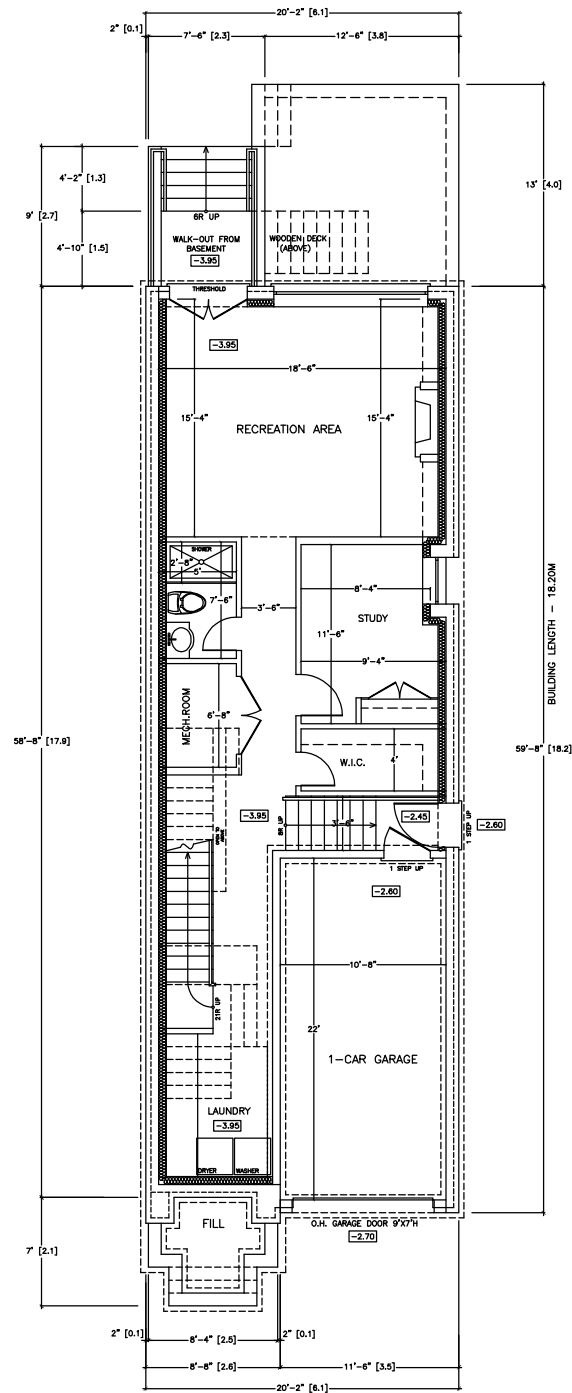 20'-2" [6.1]
2" [0.1]
7'-6" [2.3]
12'-6" [3.8]
4'-2" [1.3]
9' [2.7]
4'-10" [1.5]
13' [4.0]
6R UP
WALK-OUT FROM
BASEMENT
-3.95
WOODEN DECK
(ABOVE)
THRESHOLD
-3.95
18'-6"
15'-4"
15'-4"
RECREATION AREA
SHOWER
2'-8"
5'
7'-6"
3'-6"
8'-4"
STUDY
11'-6"
9'-4"
BUILDING LENGTH - 18.20M
MECH.ROOM
6'-8"
58'-8" [17.9]
59'-8" [18.2]
W.I.C.
4'
-3.95
8R UP
3'-6"
-2.45
1 STEP UP
-2.60
OPEN TO
ABOVE
1 STEP UP
-2.60
10'-8"
21R UP
22'
1-CAR GARAGE
LAUNDRY
-3.95
DRYER
WASHER
FILL
O.H. GARAGE DOOR 9'X7'H
-2.70
7' [2.1]
2" [0.1]
8'-4" [2.5]
2" [0.1]
8'-8" [2.6]
11'-6" [3.5]
20'-2" [6.1]